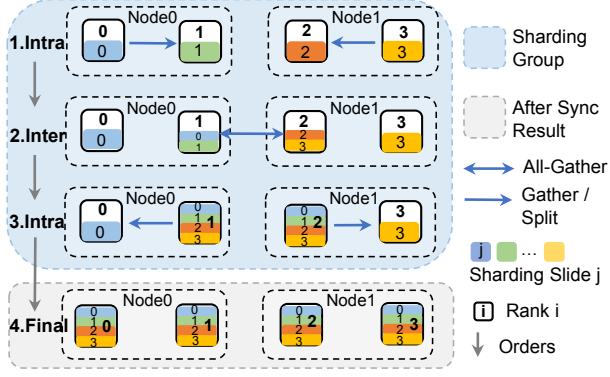 1.Intra
Node0
0
0
1
1
Node1
2
2
3
3
2.Inter
Node0
0
0
1
0
1
Node1
2
2
3
3
3
3.Intra
Node0
0
0
0
1
2
3
1
Node1
0
1
2
3
2
3
3
4.Final
Node0
0
1
2
3
0
0
1
2
3
1
Node1
0
1
2
3
2
0
1
2
3
3
Sharding
Group
After Sync
Result
All-Gather
Gather /
Split
j ...
Sharding Slide j
i Rank i
Orders